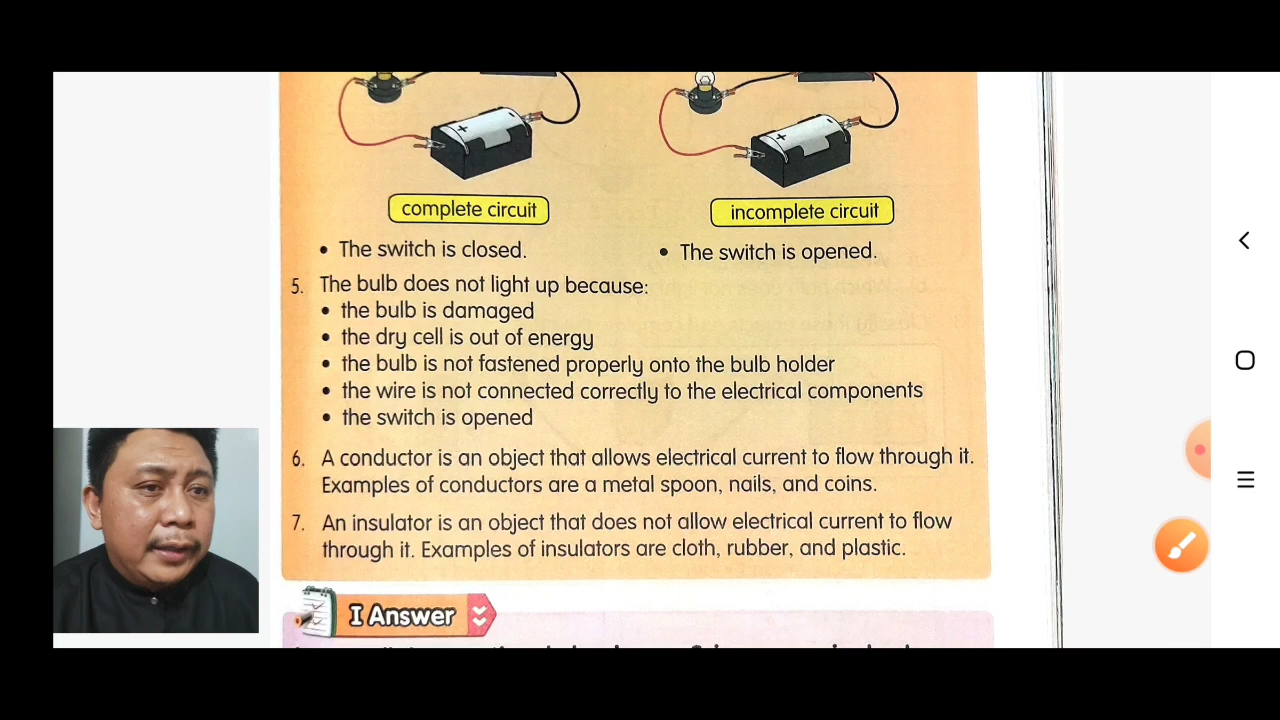 complete circuit
incomplete circuit
• The switch is closed.
• The switch is opened.
5. The bulb does not light up because:
• the bulb is damaged
• the dry cell is out of energy
• the bulb is not fastened properly onto the bulb holder
• the wire is not connected correctly to the electrical components
• the switch is opened
6. A conductor is an object that allows electrical current to flow through it.
Examples of conductors are a metal spoon, nails, and coins.
7. An insulator is an object that does not allow electrical current to flow
through it. Examples of insulators are cloth, rubber, and plastic.
I Answer